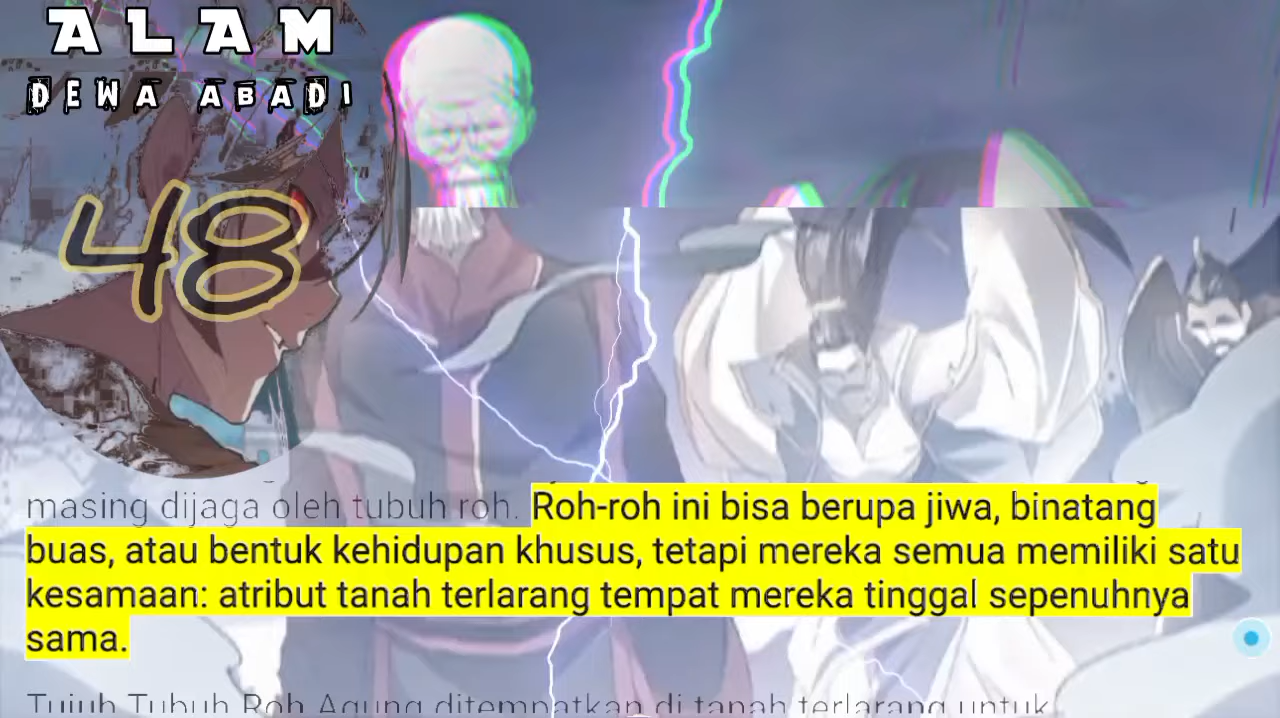 ALAM
DEWA ABADI
48
masing dijaga oleh tubuh roh. Roh-roh ini bisa berupa jiwa, binatang
buas, atau bentuk kehidupan khusus, tetapi mereka semua memiliki satu
kesamaan: atribut tanah terlarang tempat mereka tinggal sepenuhnya
sama.
Tujuh Tubuh Roh Agung ditempatkan di tanah terlarang untuk